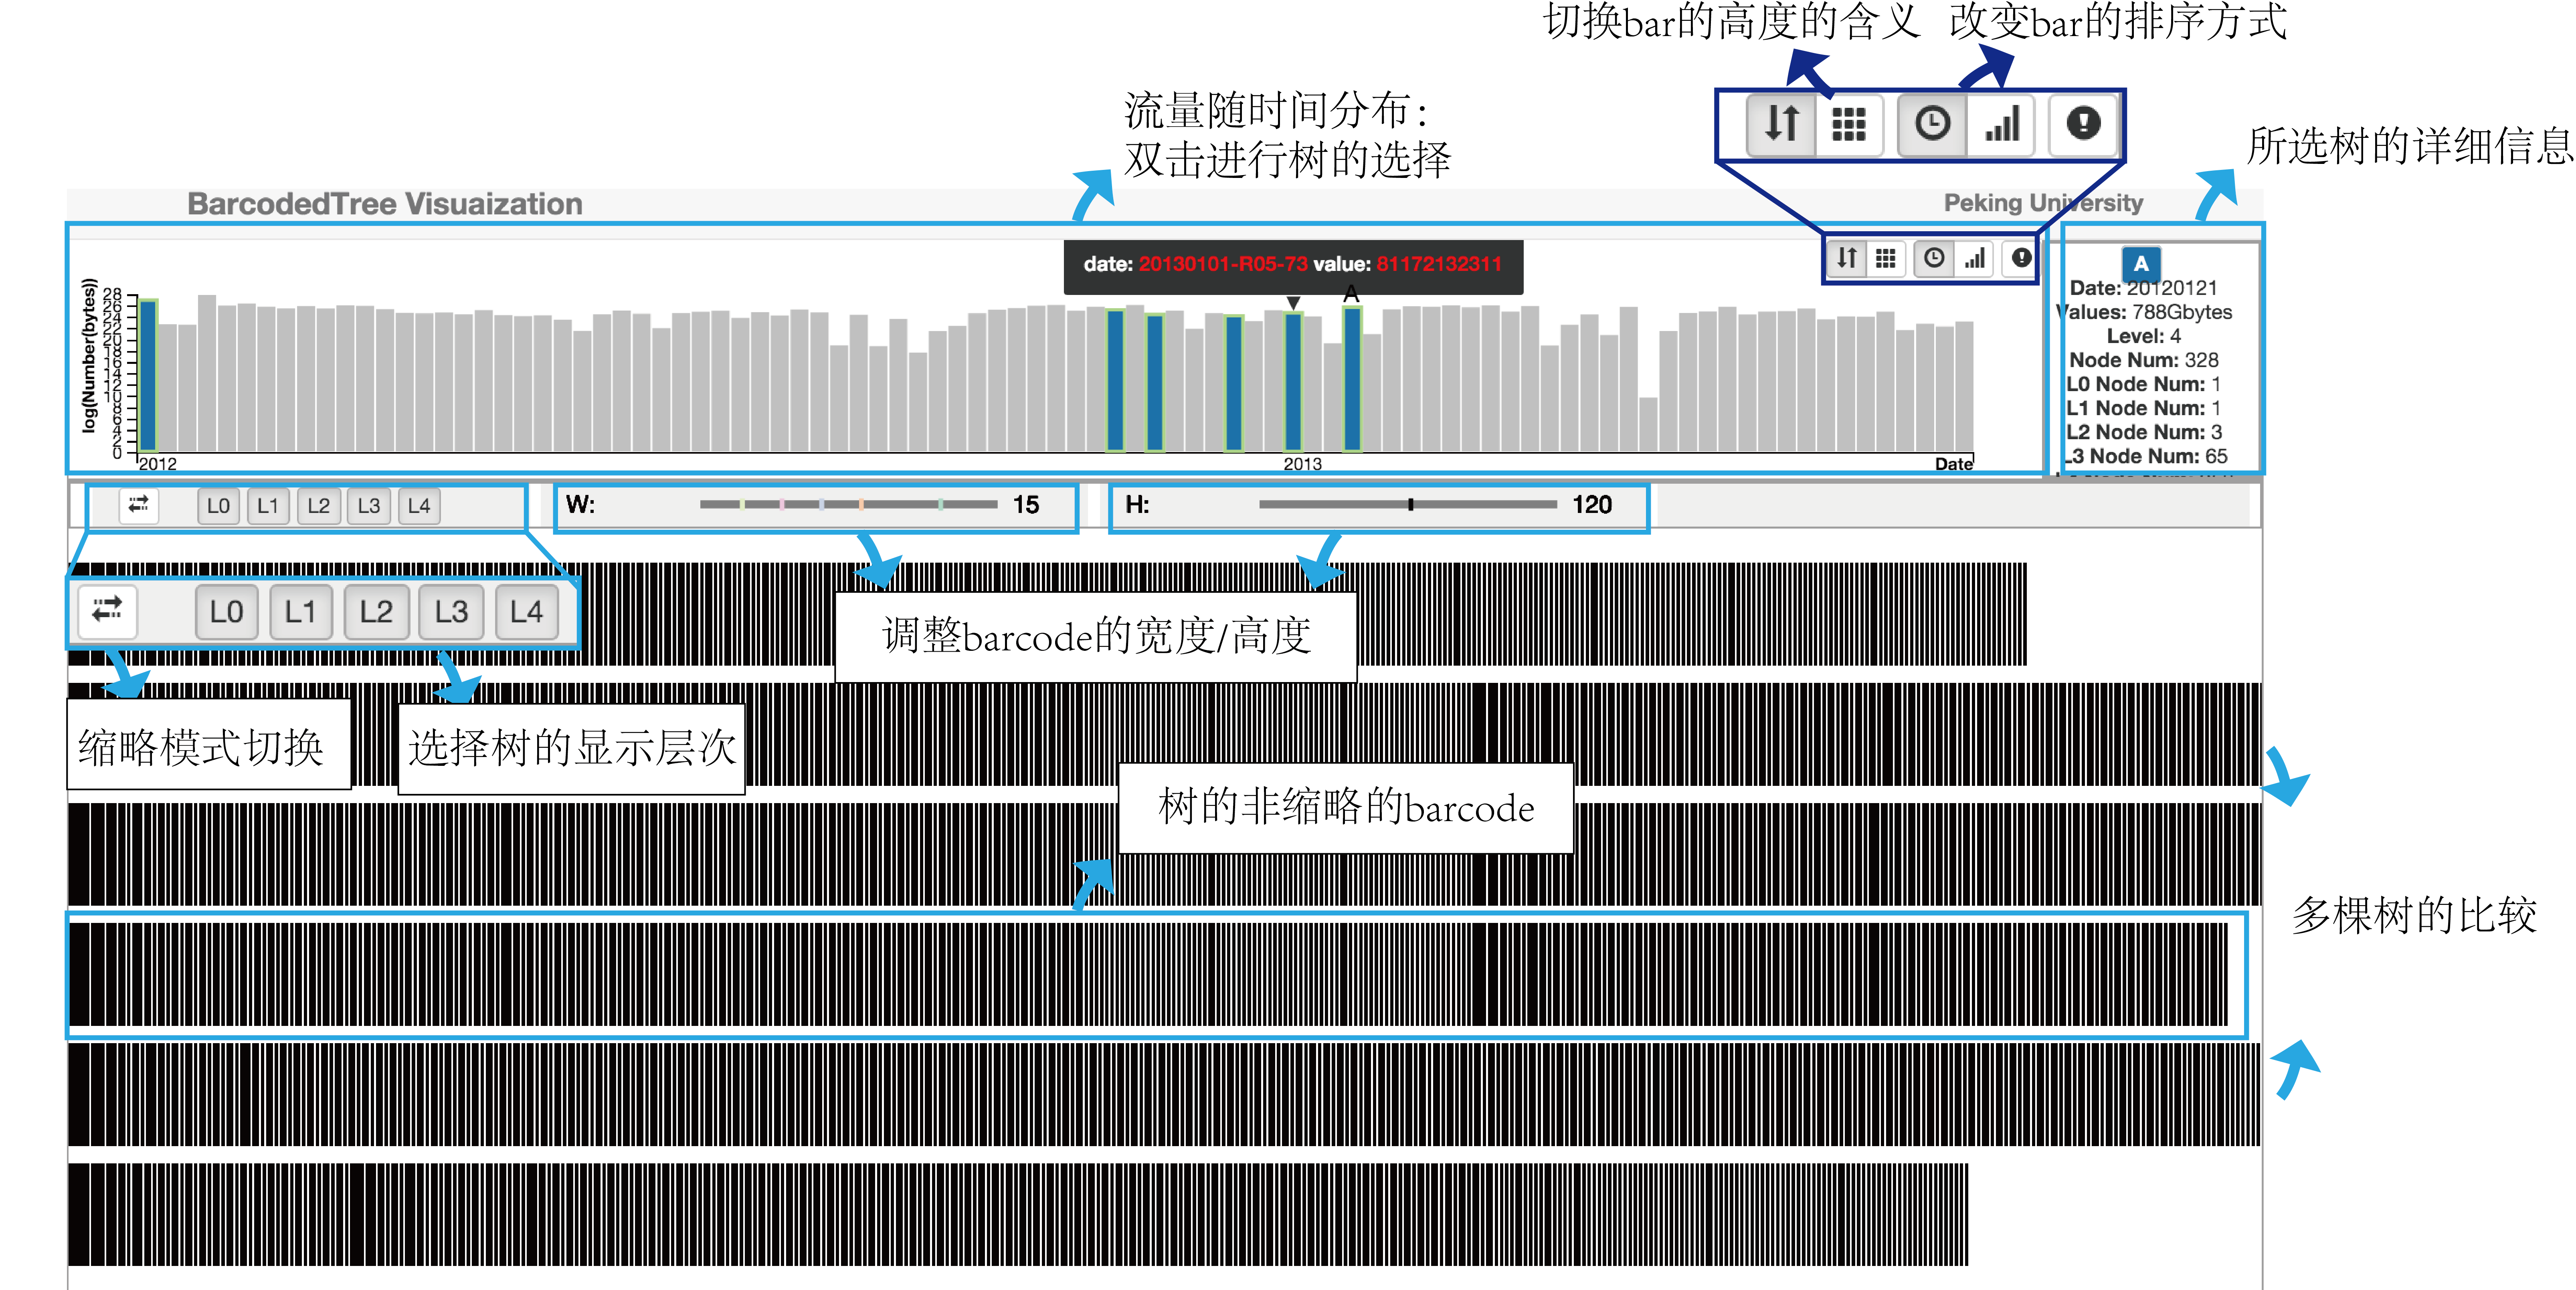 切换bar的高度的含义 改变bar的排序方式
流量随时间分布：
双击进行树的选择
所选树的详细信息
BarcodedTree Visuaization
Peking University
date: 20130101-R05-73 value: 81172132311
A
log(Number(bytes))
28
26
24
22
20
18
16
14
12
10
8
6
4
2
0
2012
2013
Date
A
Date: 20120121
Values: 788Gbytes
Level: 4
Node Num: 328
L0 Node Num: 1
L1 Node Num: 1
L2 Node Num: 3
L3 Node Num: 65
L0 L1 L2 L3 L4
W: 15
H: 120
L0 L1 L2 L3 L4
调整barcode的宽度/高度
缩略模式切换
选择树的显示层次
树的非缩略的barcode
多棵树的比较